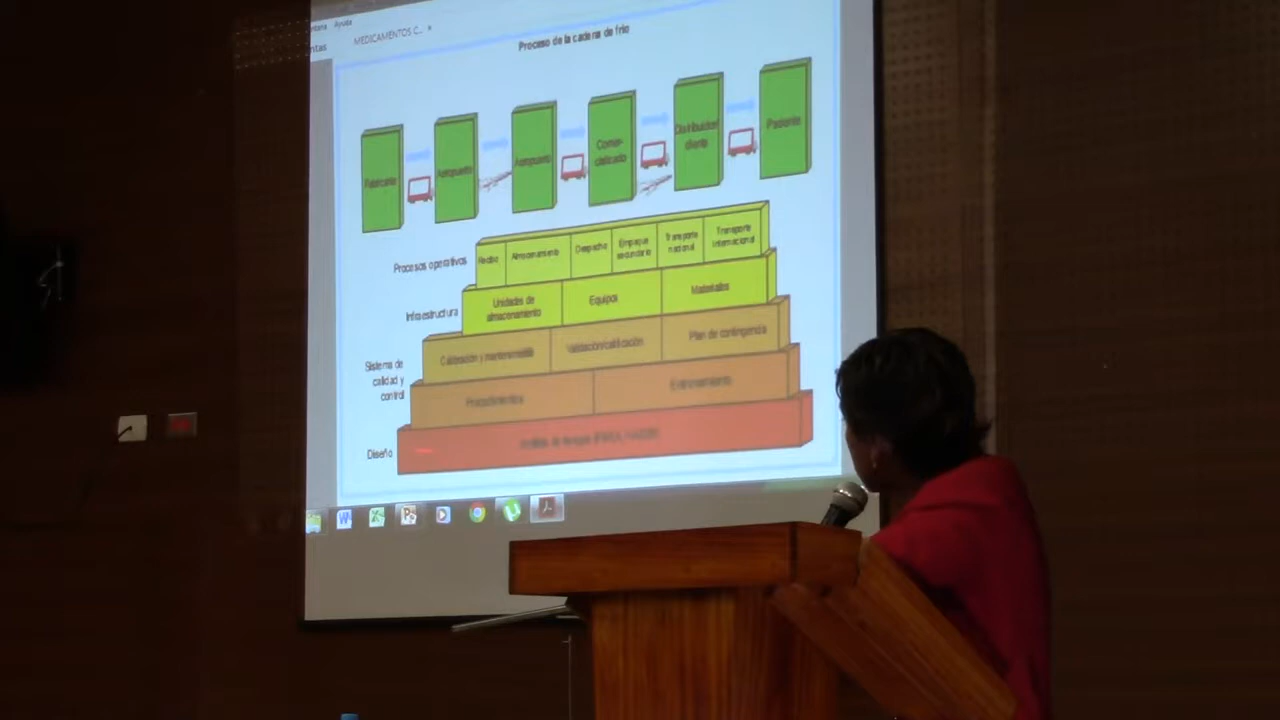 Ayuda
MEDICAMENTOS C...
Proceso de la cadena de frío
Fabricante
Aeropuerto
Aeropuerto
Comer-
cializado
Distribuidor/
cliente
Paciente
Procesos operativos
Recibo
Almacenamiento
Despacho
Empaque
secundario
Transporte
nacional
Transporte
internacional
Infraestructura
Unidades de
almacenamiento
Equipos
Materiales
Sistema de
calidad y
control
Calibración y mantenimiento
Validación/calificación
Plan de contingencia
Procedimientos
Entrenamiento
Diseño